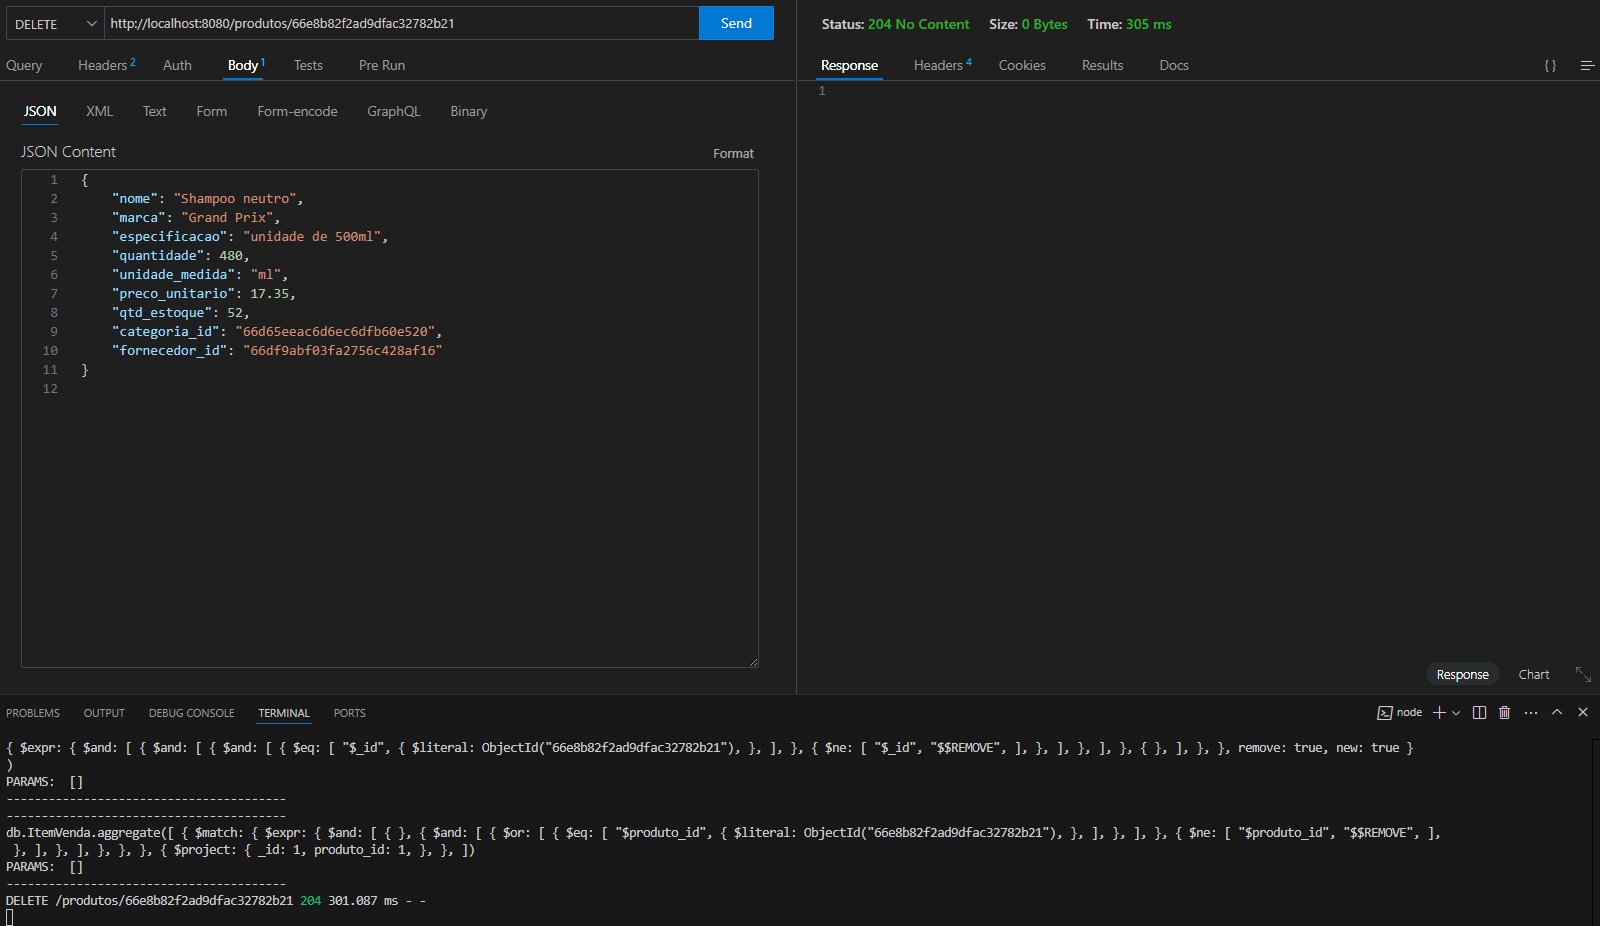 DELETE http://localhost:8080/produtos/66e8b82f2ad9dfac32782b21 Send
Query Headers 2 Auth Body 1 Tests Pre Run
JSON XML Text Form Form-encode GraphQL Binary
JSON Content Format
1 {
2 "nome": "Shampoo neutro",
3 "marca": "Grand Prix",
4 "especificacao": "unidade de 500ml",
5 "quantidade": 480,
6 "unidade_medida": "ml",
7 "preco_unitario": 17.35,
8 "qtd_estoque": 52,
9 "categoria_id": "66d65eeac6d6ec6dfb60e520",
10 "fornecedor_id": "66df9abf03fa2756c428af16"
11 }
12
Status: 204 No Content Size: 0 Bytes Time: 305 ms
Response Headers 4 Cookies Results Docs { }
1
Response Chart
PROBLEMS OUTPUT DEBUG CONSOLE TERMINAL PORTS node
{ $expr: { $and: [ { $and: [ { $and: [ { $eq: [ "$_id", { $literal: ObjectId("66e8b82f2ad9dfac32782b21"), }, ], }, { $ne: [ "$_id", "$$REMOVE", ], }, ], }, ], }, { }, ], }, }, remove: true, new: true }
)
PARAMS: []
----------------------------------------
----------------------------------------
db.ItemVenda.aggregate([ { $match: { $expr: { $and: [ { }, { $and: [ { $or: [ { $eq: [ "$produto_id", { $literal: ObjectId("66e8b82f2ad9dfac32782b21"), }, ], }, ], }, { $ne: [ "$produto_id", "$$REMOVE", ],
}, ], }, ], }, }, }, { $project: { _id: 1, produto_id: 1, }, }, ])
PARAMS: []
----------------------------------------
DELETE /produtos/66e8b82f2ad9dfac32782b21 204 301.087 ms - -